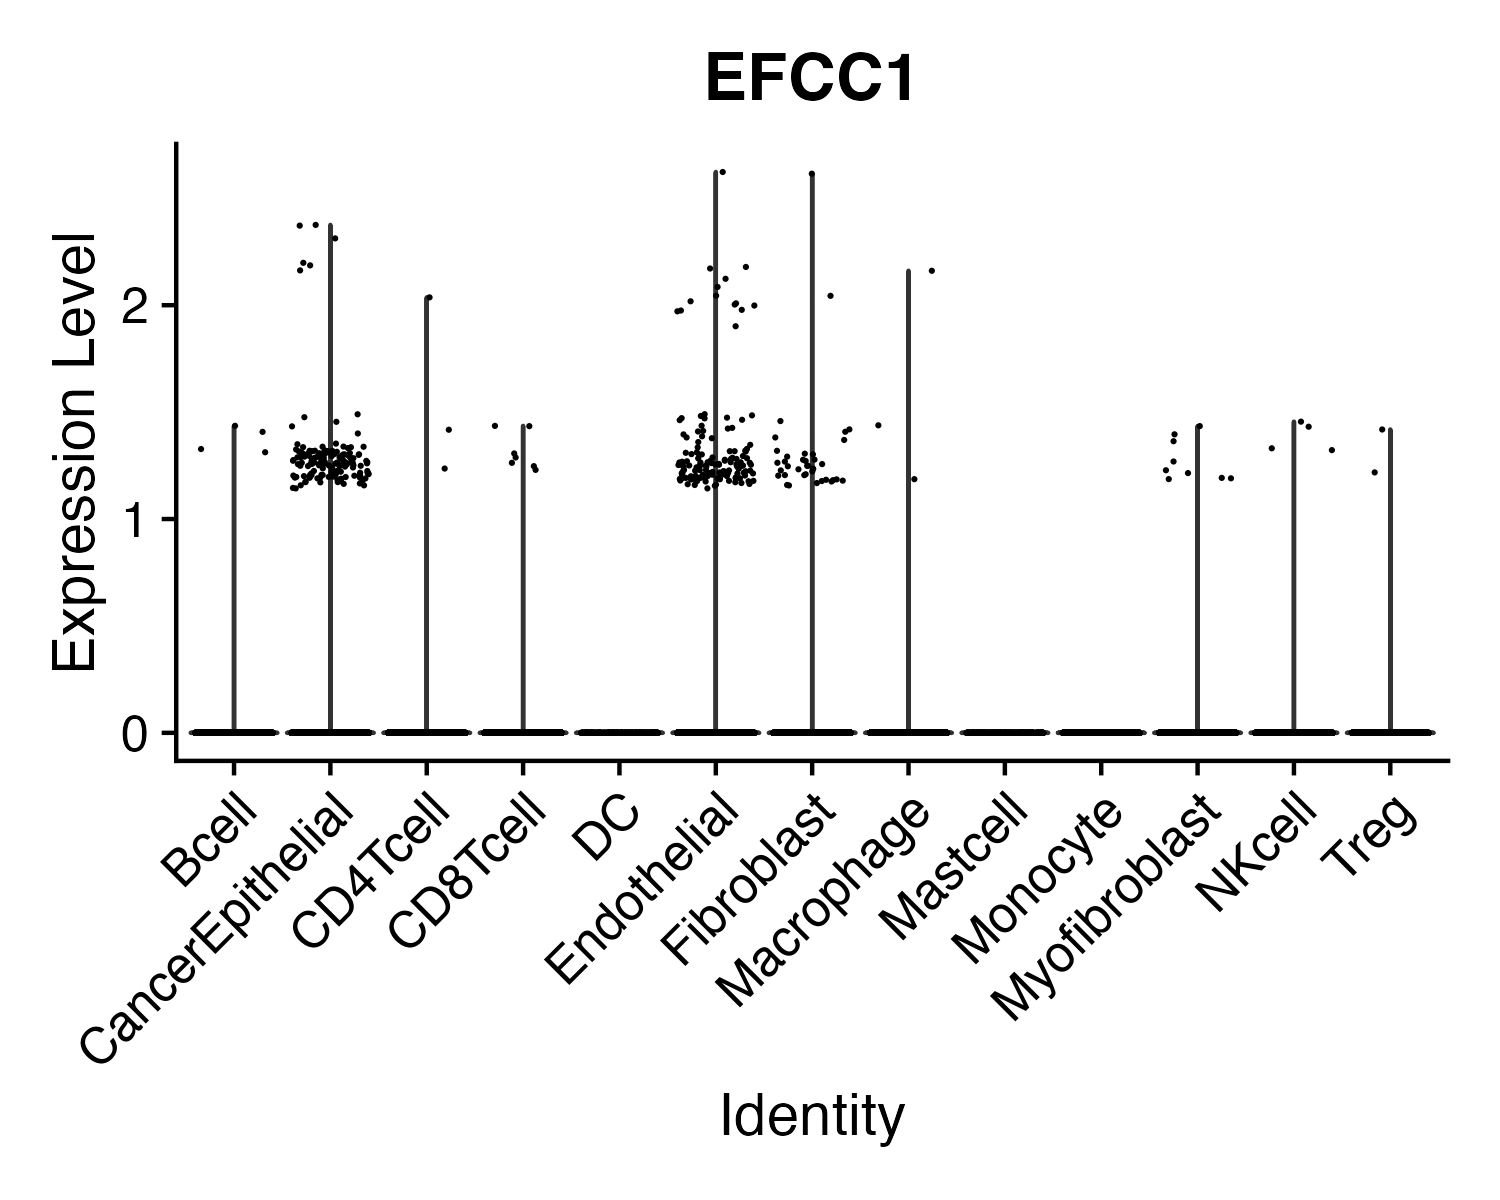 EFCC1
Expression Level
2
1
0
Bcell
CancerEpithelial
CD4Tcell
CD8Tcell
DC
Endothelial
Fibroblast
Macrophage
Mastcell
Monocyte
Myofibroblast
NKcell
Treg
Identity